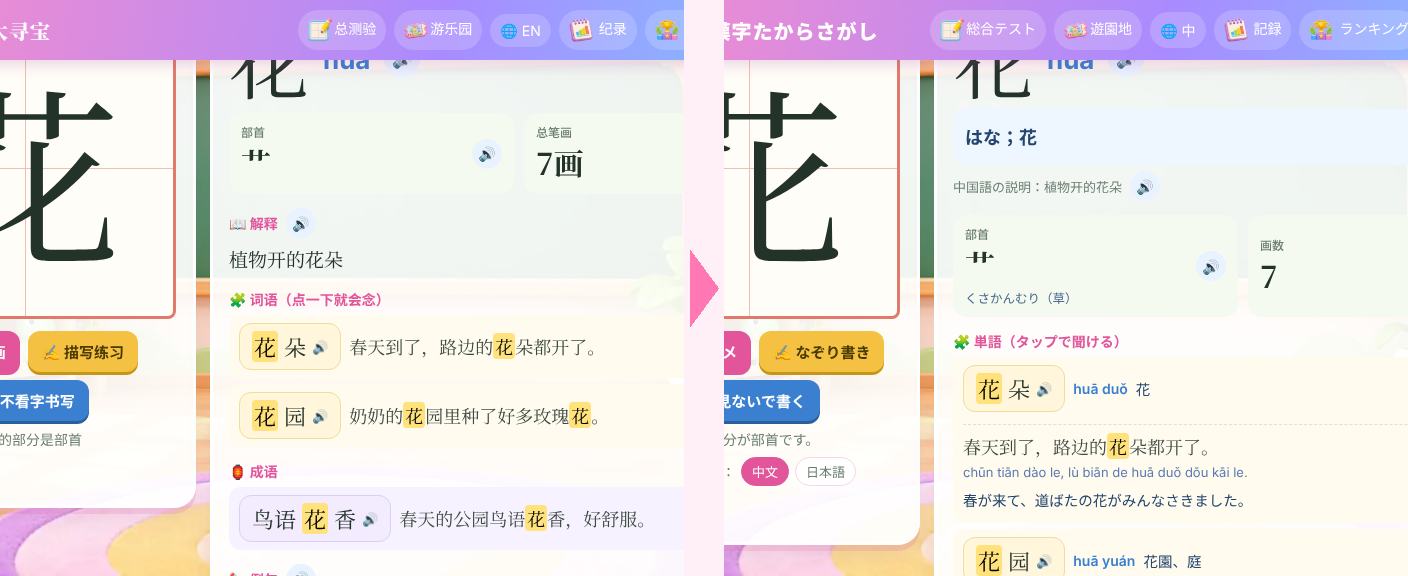 大寻宝
总测验
游乐园
EN
纪录
花 huā
花
部首
艹
总笔画
7画
解释
植物开的花朵
词语（点一下就会念）
花朵
春天到了，路边的花朵都开了。
花园
奶奶的花园里种了好多玫瑰花。
成语
鸟语花香
春天的公园鸟语花香，好舒服。
画
描写练习
不看字书写
的部分是部首
漢字たからさがし
総合テスト
遊園地
中
記録
ランキング
花 huā
花
はな；花
中国語の説明：植物开的花朵
部首
艹
くさかんむり（草）
画数
7
単語（タップで聞ける）
花朵
huā duǒ 花
春天到了，路边的花朵都开了。
chūn tiān dào le, lù biān de huā duǒ dōu kāi le.
春が来て、道ばたの花がみんなさきました。
花园
huā yuán 花園、庭
メ
なぞり書き
見ないで書く
分が部首です。
：
中文
日本語